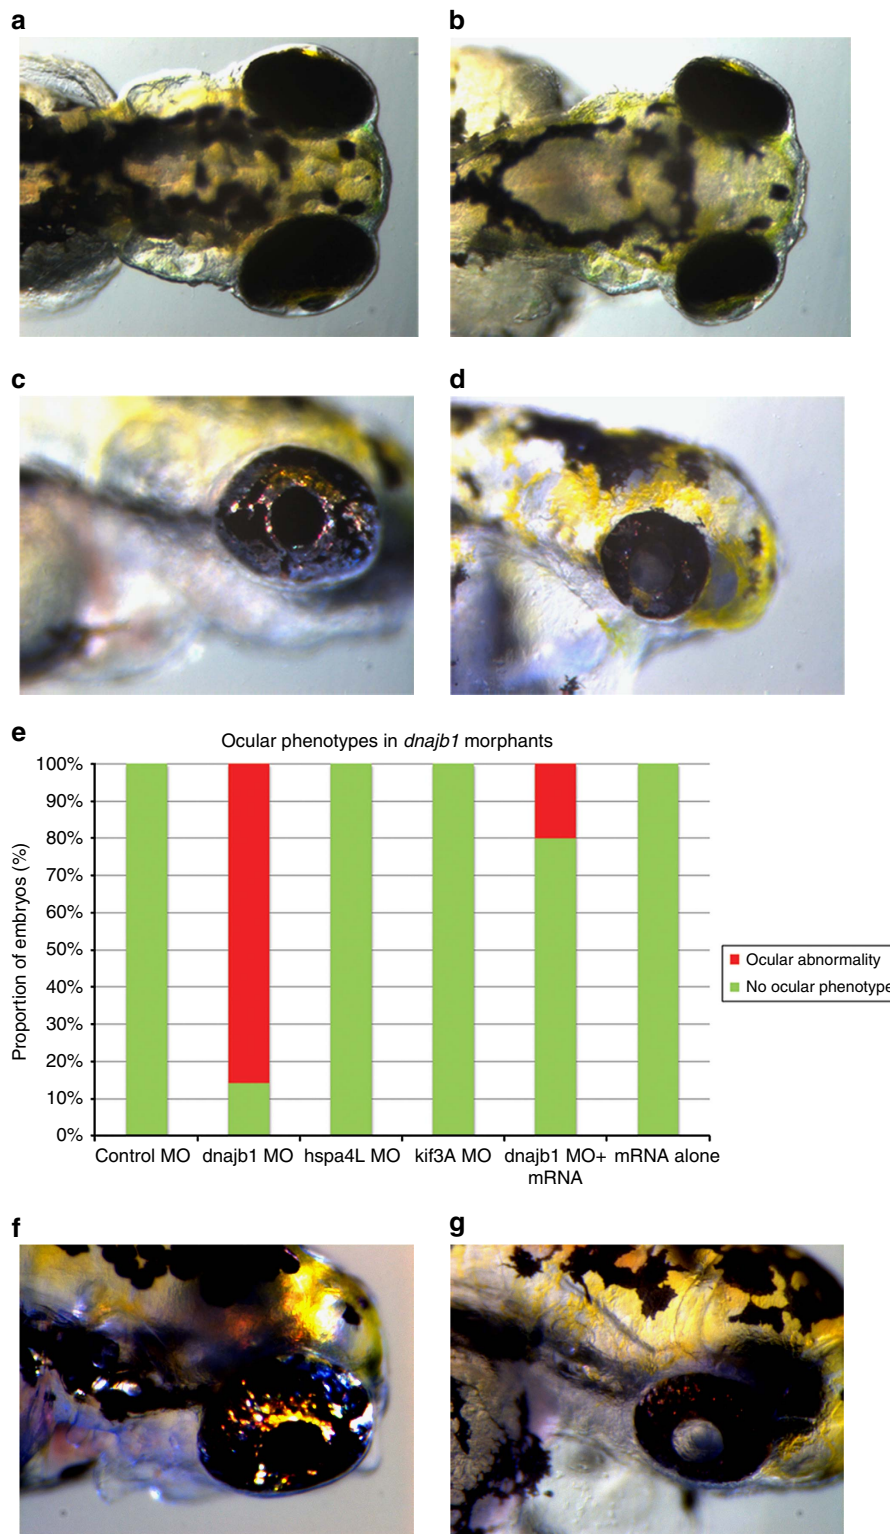 a
b
c
d
e
Ocular phenotypes in dnajb1 morphants
Proportion of embryos (%)
100%
90%
80%
70%
60%
50%
40%
30%
20%
10%
0%
Control MO
dnajb1 MO
hspa4L MO
kif3A MO
dnajb1 MO+
mRNA
mRNA alone
Ocular abnormality
No ocular phenotype
f
g